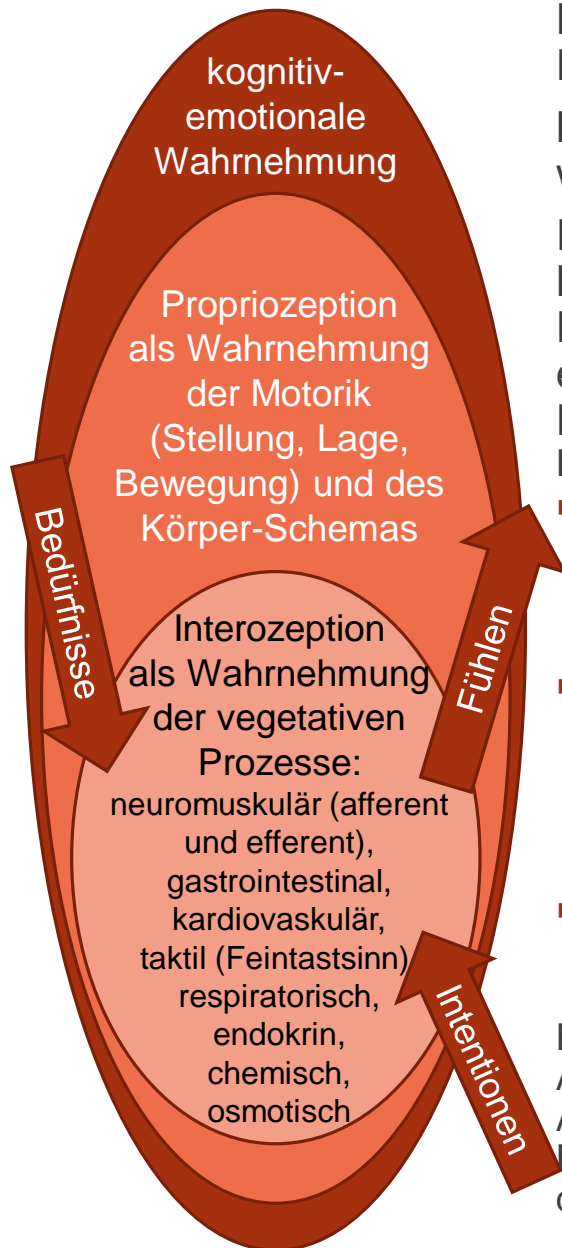 kognitiv-
emotionale
Wahrnehmung
Propriozeption
als Wahrnehmung
der Motorik
(Stellung, Lage,
Bewegung) und des
Körper-Schemas
Bedürfnisse
Fühlen
Interozeption
als Wahrnehmung
der vegetativen
Prozesse:
neuromuskulär (afferent
und efferent),
gastrointestinal,
kardiovaskulär,
taktil (Feintastsinn)
respiratorisch,
endokrin,
chemisch,
osmotisch
Intentionen